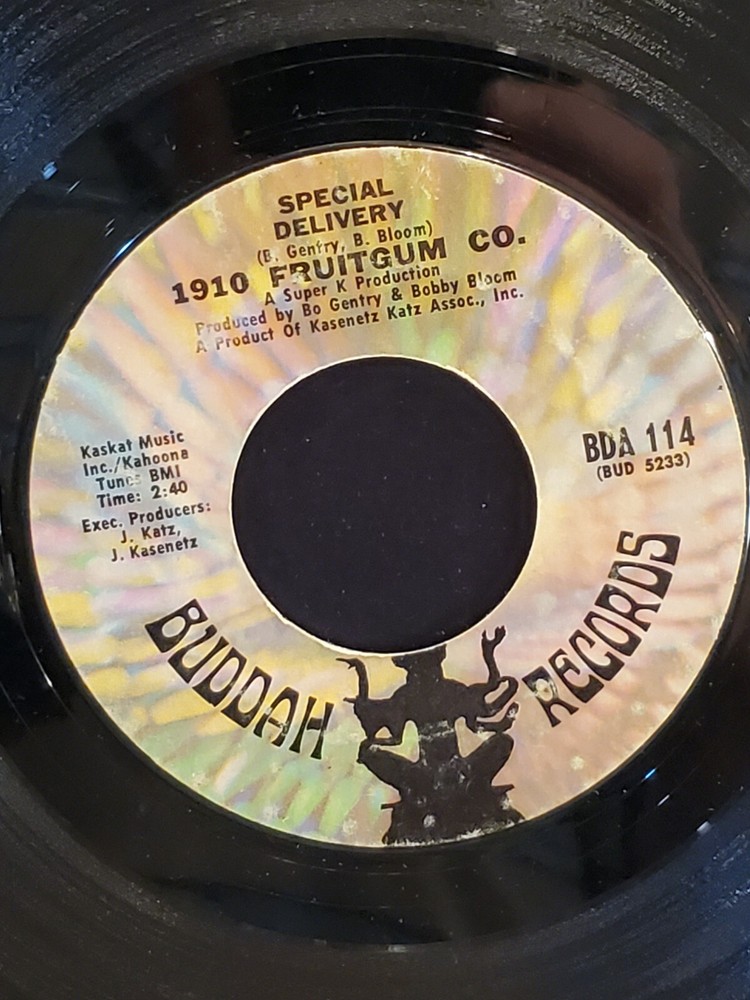 SPECIAL
DELIVERY
(B. Gentry, B. Bloom)
1910 FRUITGUM CO.
A Super K Production
Produced by Bo Gentry & Bobby Bloom
A Product Of Kasenetz Katz Assoc., Inc.
Kaskat Music
Inc./Kahoona
Tunes BMI
Time: 2:40
Exec. Producers:
J. Katz,
J. Kasenetz
BDA 114
(BUD 5233)
BUDDAH RECORDS